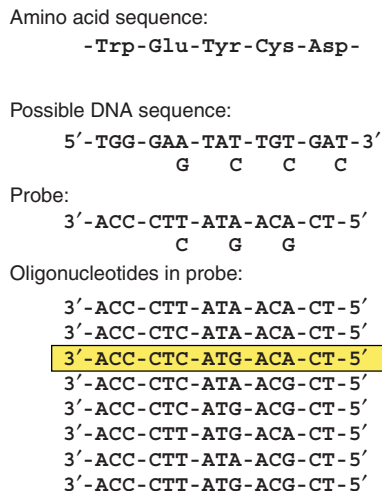 Amino acid sequence:
-Trp-Glu-Tyr-Cys-Asp-
Possible DNA sequence:
5′-TGG-GAA-TAT-TGT-GAT-3′
G C C C
Probe:
3′-ACC-CTT-ATA-ACA-CT-5′
C G G
Oligonucleotides in probe:
3′-ACC-CTT-ATA-ACA-CT-5′
3′-ACC-CTC-ATA-ACA-CT-5′
3′-ACC-CTC-ATG-ACA-CT-5′
3′-ACC-CTC-ATA-ACG-CT-5′
3′-ACC-CTC-ATG-ACG-CT-5′
3′-ACC-CTT-ATG-ACA-CT-5′
3′-ACC-CTT-ATA-ACG-CT-5′
3′-ACC-CTT-ATG-ACG-CT-5′